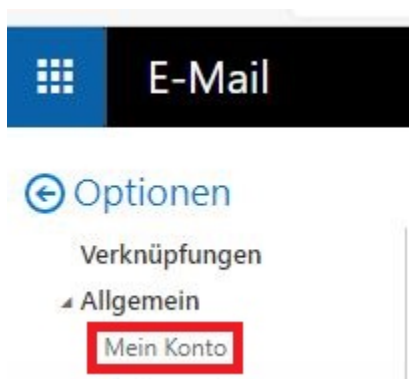 E-Mail
Optionen
Verknüpfungen
Allgemein
Mein Konto